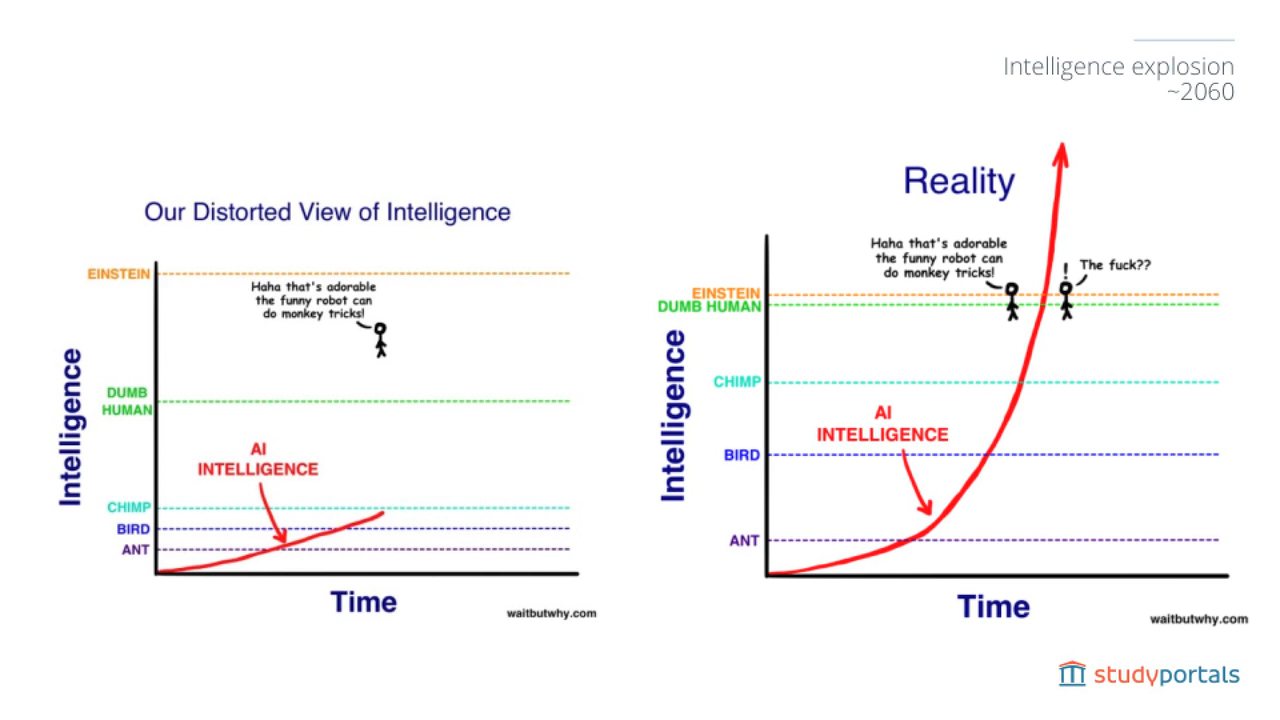 Intelligence explosion
~2060
Our Distorted View of Intelligence
EINSTEIN
Haha that's adorable
the funny robot can
do monkey tricks!
DUMB
HUMAN
AI
INTELLIGENCE
CHIMP
BIRD
ANT
Intelligence
Time
waitbutwhy.com
Reality
Haha that's adorable
the funny robot can
do monkey tricks!
!
The fuck??
EINSTEIN
DUMB HUMAN
CHIMP
AI
INTELLIGENCE
BIRD
ANT
Intelligence
Time
waitbutwhy.com
studyportals